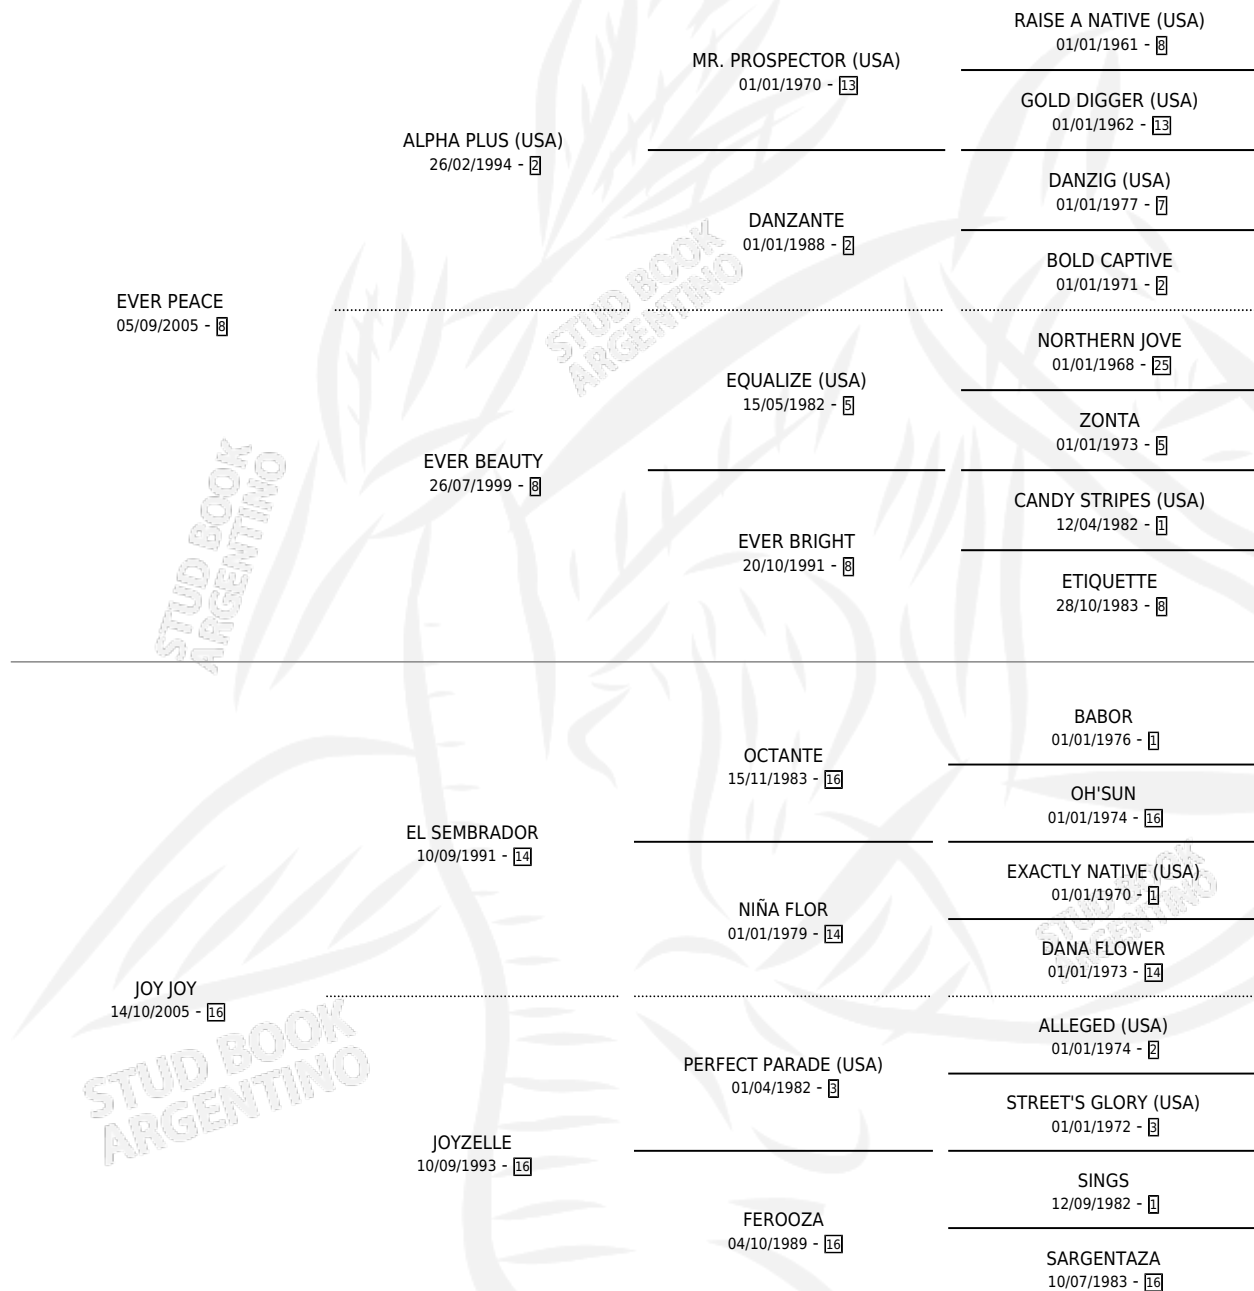 RAISE A NATIVE (USA)
01/01/1961 - 8
MR. PROSPECTOR (USA)
01/01/1970 - 13
GOLD DIGGER (USA)
01/01/1962 - 13
ALPHA PLUS (USA)
26/02/1994 - 2
DANZIG (USA)
01/01/1977 - 7
DANZANTE
01/01/1988 - 2
BOLD CAPTIVE
01/01/1971 - 2
EVER PEACE
05/09/2005 - 8
NORTHERN JOVE
01/01/1968 - 25
EQUALIZE (USA)
15/05/1982 - 5
ZONTA
01/01/1973 - 5
EVER BEAUTY
26/07/1999 - 8
CANDY STRIPES (USA)
12/04/1982 - 1
EVER BRIGHT
20/10/1991 - 8
ETIQUETTE
28/10/1983 - 8
BABOR
01/01/1976 - 1
OCTANTE
15/11/1983 - 16
OH'SUN
01/01/1974 - 16
EL SEMBRADOR
10/09/1991 - 14
EXACTLY NATIVE (USA)
01/01/1970 - 1
NIÑA FLOR
01/01/1979 - 14
DANA FLOWER
01/01/1973 - 14
JOY JOY
14/10/2005 - 16
ALLEGED (USA)
01/01/1974 - 2
PERFECT PARADE (USA)
01/04/1982 - 3
STREET'S GLORY (USA)
01/01/1972 - 3
JOYZELLE
10/09/1993 - 16
SINGS
12/09/1982 - 1
FEROOZA
04/10/1989 - 16
SARGENTAZA
10/07/1983 - 16
STUD BOOK
ARGENTINO
STUD BOOK
ARGENTINO
STUD BOOK
ARGENTINO
STUD BOOK
ARGENTINO